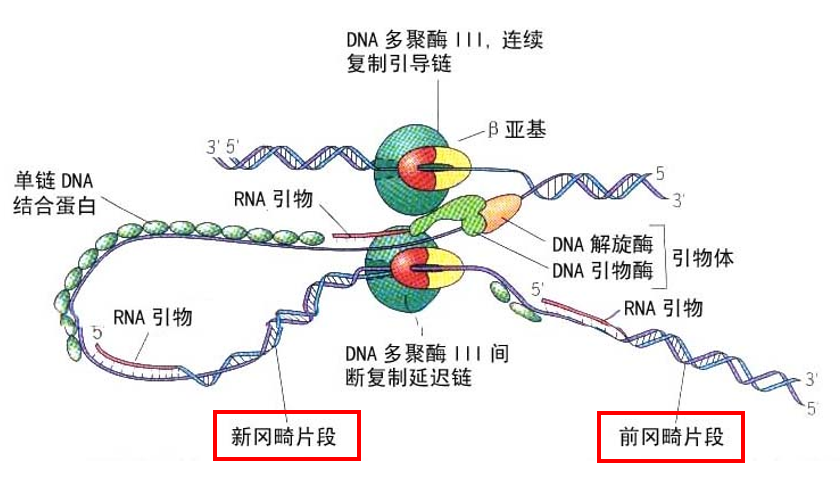 DNA 多聚酶 III, 连续
复制引导链
β 亚基
3' 5'
5
3'
单链 DNA
结合蛋白
RNA 引物
DNA 解旋酶
DNA 引物酶
引物体
5'
RNA 引物
5'
RNA 引物
DNA 多聚酶 III 间
断复制延迟链
3'
5'
新冈畸片段
前冈畸片段